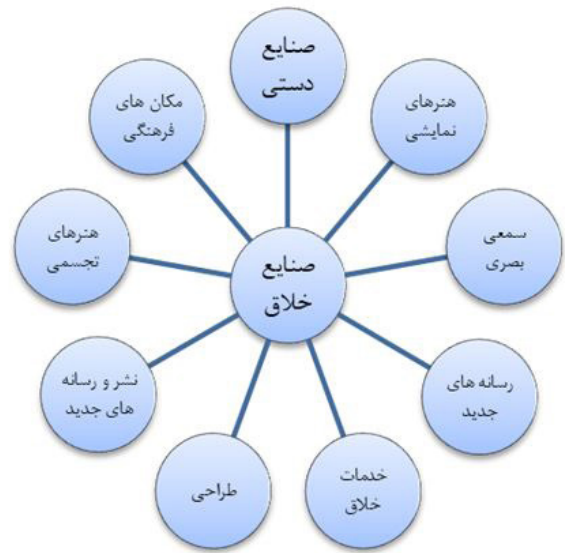 صنایع
دستی
هنرهای
نمایشی
سمعی
بصری
رسانه های
جدید
خدمات
خلاق
طراحی
نشر و رسانه
های جدید
هنرهای
تجسمی
مکان های
فرهنگی
صنایع
خلاق